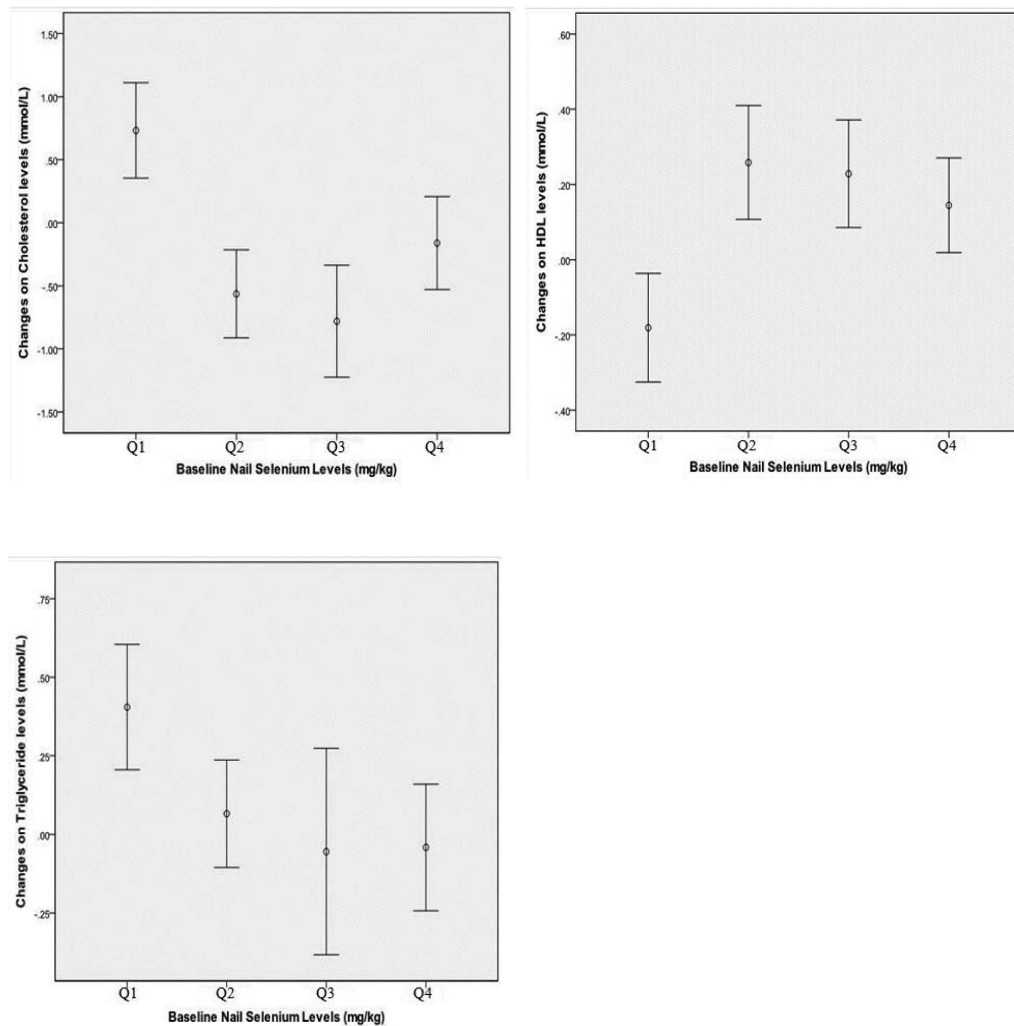 Changes on Cholesterol levels (mmol/L)
1.50
1.00
.50
.00
-.50
-1.00
-1.50
Q1 Q2 Q3 Q4
Baseline Nail Selenium Levels (mg/kg)
Changes on HDL levels (mmol/L)
.60
.40
.20
.00
-.20
-.40
Q1 Q2 Q3 Q4
Baseline Nail Selenium Levels (mg/kg)
Changes on Triglyceride levels (mmol/L)
.75
.50
.25
.00
-.25
Q1 Q2 Q3 Q4
Baseline Nail Selenium Levels (mg/kg)